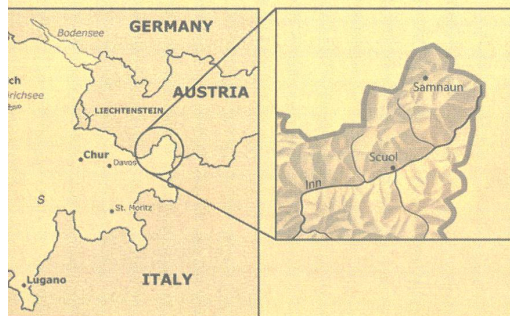 GERMANY
Bodensee
ch
richsee
AUSTRIA
LIECHTENSTEIN
Chur
Davos
S
St. Moritz
ITALY
Lugano
Samnaun
Scuol
Inn